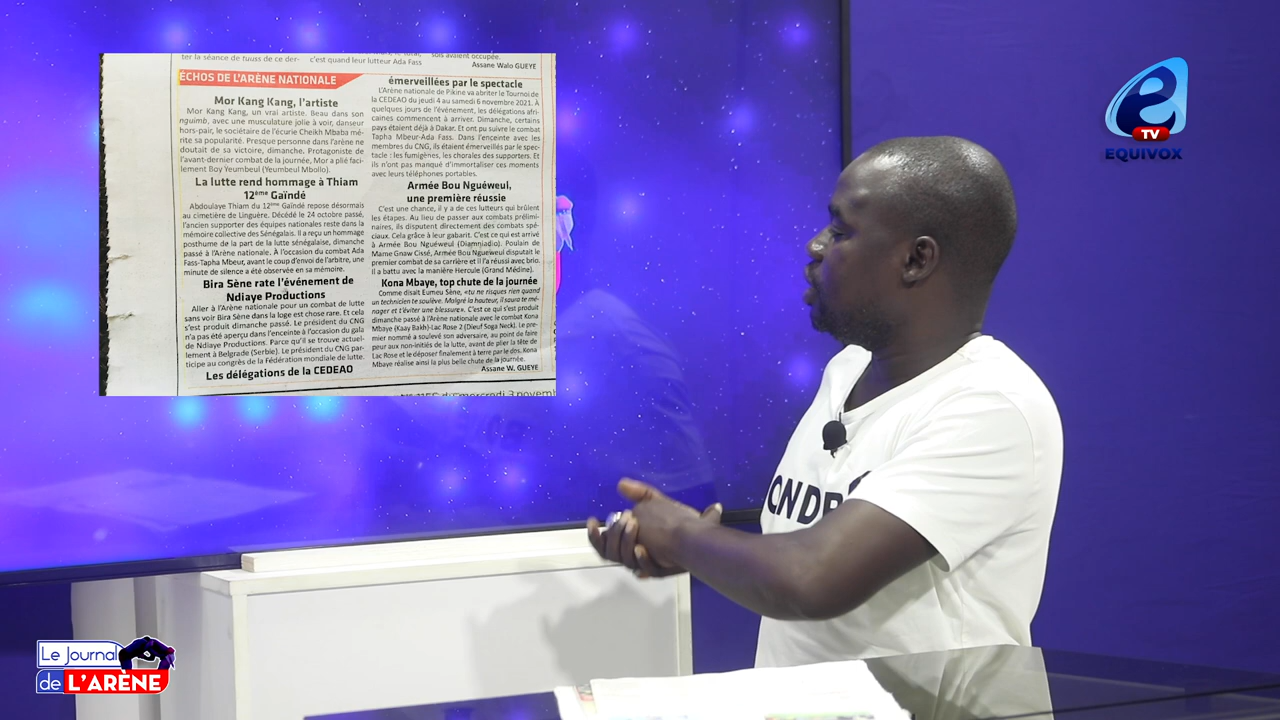 ter la séance de tuuss de ce der-
c'est quand leur lutteur Ada Fass
sois avaient occupée.
Assane Walo GUEYE
ÉCHOS DE L'ARÈNE NATIONALE
Mor Kang Kang, l'artiste
Mor Kang Kang, un vrai artiste. Beau dans son
nguimb, avec une musculature jolie à voir, danseur
hors-pair, le sociétaire de l'écurie Cheikh Mbaba mé-
rite sa popularité. Presque personne dans l'arène ne
doutait de sa victoire, dimanche. Protagoniste de
l'avant-dernier combat de la journée, Mor a plié faci-
lement Boy Yeumbeul (Yeumbeul Mbollo).
La lutte rend hommage à Thiam
12ème Gaïndé
Abdoulaye Thiam du 12ème Gaïndé repose désormais
au cimetière de Linguère. Décédé le 24 octobre passé,
l'ancien supporter des équipes nationales reste dans la
mémoire collective des Sénégalais. Il a reçu un hommage
posthume de la part de la lutte sénégalaise, dimanche
passé à l'Arène nationale. À l'occasion du combat Ada
Fass-Tapha Mbeur, avant le coup d'envoi de l'arbitre, une
minute de silence a été observée en sa mémoire.
Bira Sène rate l'événement de
Ndiaye Productions
Aller à l'Arène nationale pour un combat de lutte
sans voir Bira Sène dans la loge est chose rare. Et cela
s'est produit dimanche passé. Le président du CNG
n'a pas été aperçu dans l'enceinte à l'occasion du gala
de Ndiaye Productions. Parce qu'il se trouve actuel-
lement à Belgrade (Serbie). Le président du CNG par-
ticipe au congrès de la Fédération mondiale de lutte.
Les délégations de la CEDEAO
émerveillées par le spectacle
L'Arène nationale de Pikine va abriter le Tournoi de
la CEDEAO du jeudi 4 au samedi 6 novembre 2021. À
quelques jours de l'événement, les délégations afri-
caines commencent à arriver. Dimanche, certains
pays étaient déjà à Dakar. Et ont pu suivre le combat
Tapha Mbeur-Ada Fass. Dans l'enceinte avec les
membres du CNG, ils étaient émerveillés par le spec-
tacle : les fumigènes, les chorales des supporters. Et
ils n'ont pas manqué d'immortaliser ces moments
avec leurs téléphones portables.
Armée Bou Nguéweul,
une première réussie
C'est une chance, il y a de ces lutteurs qui brûlent
les étapes. Au lieu de passer aux combats prélimi-
naires, ils disputent directement des combats spé-
ciaux. Cela grâce à leur gabarit. C'est ce qui est arrivé
à Armée Bou Nguéweul (Diamniadio). Poulain de
Mame Gnaw Cissé, Armée Bou Nguéweul disputait le
premier combat de sa carrière et il l'a réussi avec brio.
Il a battu avec la manière Hercule (Grand Médine).
Kona Mbaye, top chute de la journée
Comme disait Eumeu Sène, «tu ne risques rien quand
un technicien te soulève. Malgré la hauteur, il saura te mé-
nager et t'éviter une blessure». C'est ce qui s'est produit
dimanche passé à l'Arène nationale avec le combat Kona
Mbaye (Kaay Bakh)-Lac Rose 2 (Dieuf Soga Neck). Le pre-
mier nommé a soulevé son adversaire, au point de faire
peur aux non-initiés de la lutte, avant de plier la tête de
Lac Rose et le déposer finalement à terre par le dos. Kona
Mbaye réalise ainsi la plus belle chute de la journée.
Assane W. GUEYE
mercredi 3 novem
e
TV
EQUIVOX
ONDR
Le Journal
de L'ARÈNE